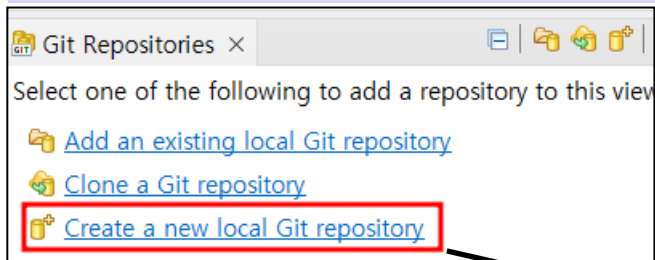 Git Repositories ×
Select one of the following to add a repository to this view
Add an existing local Git repository
Clone a Git repository
Create a new local Git repository